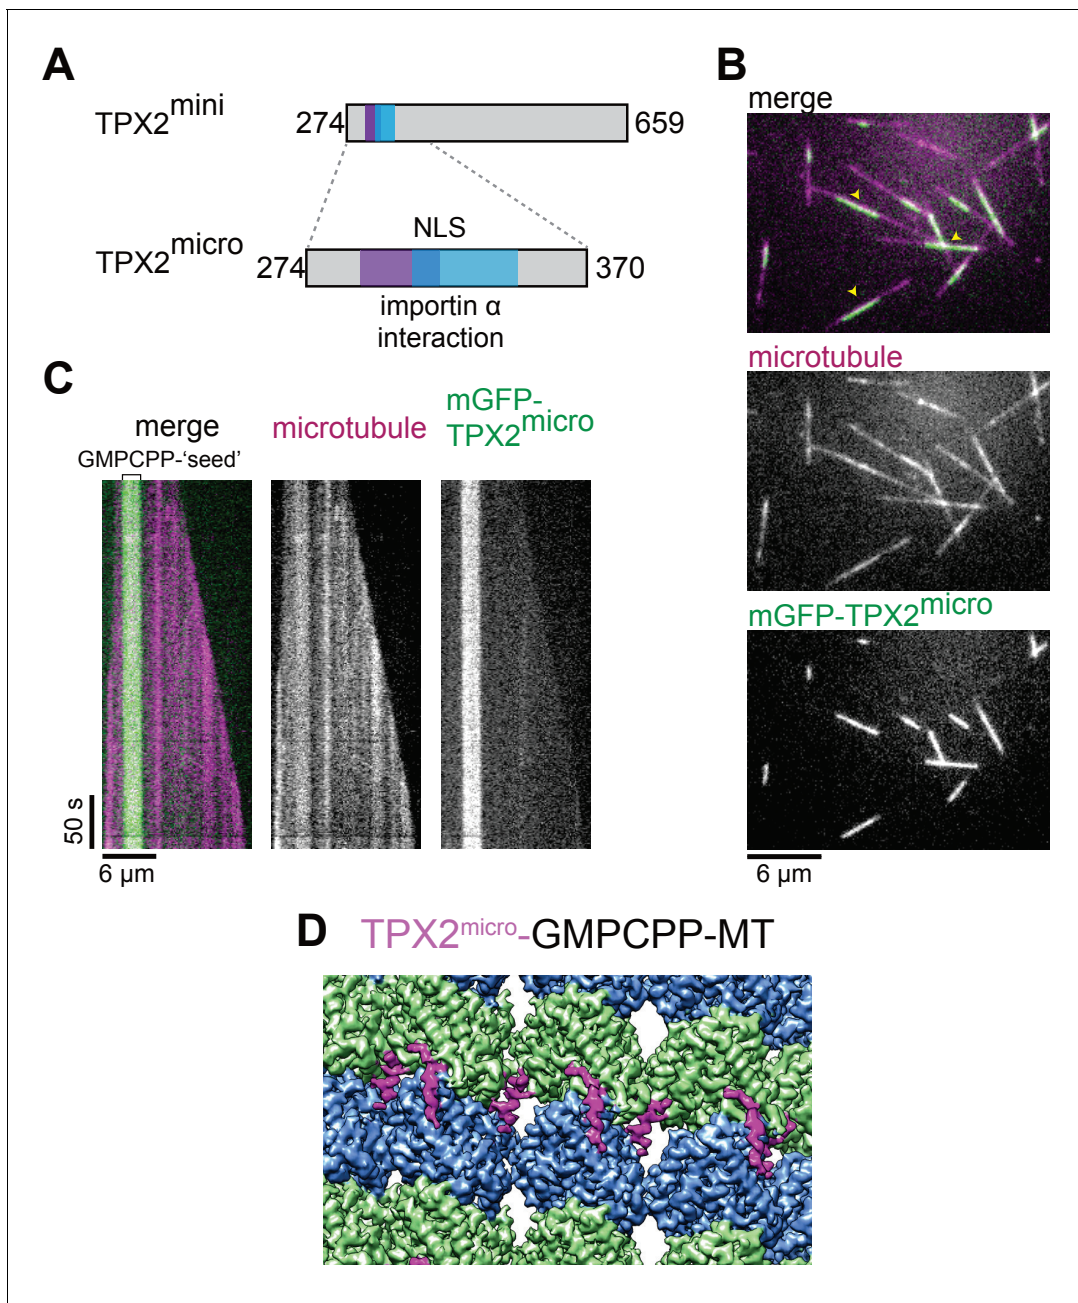 A
TPX2mini
274
659
TPX2micro
NLS
274
370
importin α
interaction
B
merge
microtubule
mGFP-TPX2micro
6 µm
C
merge
GMPCPP-‘seed’
microtubule
mGFP-
TPX2micro
50 s
6 µm
D
TPX2micro-GMPCPP-MT